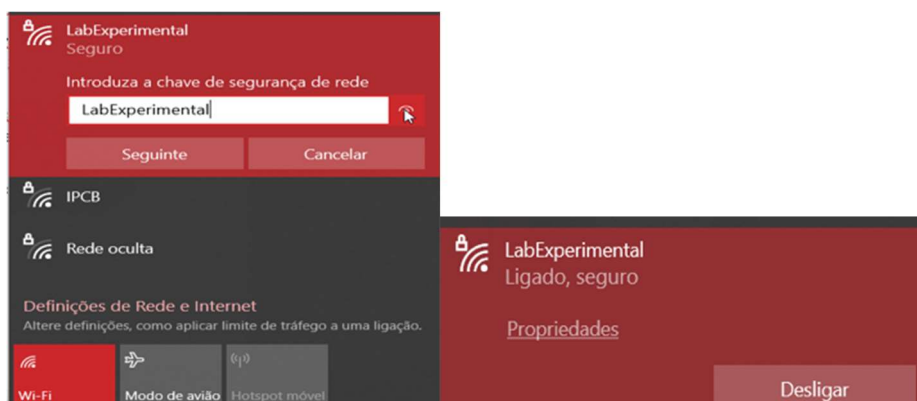 LabExperimental
Seguro
Introduza a chave de segurança de rede
LabExperimental
Seguinte Cancelar
IPCB
Rede oculta
Definições de Rede e Internet
Altere definições, como aplicar limite de tráfego a uma ligação.
Wi-Fi Modo de avião Hotspot móvel
LabExperimental
Ligado, seguro
Propriedades
Desligar